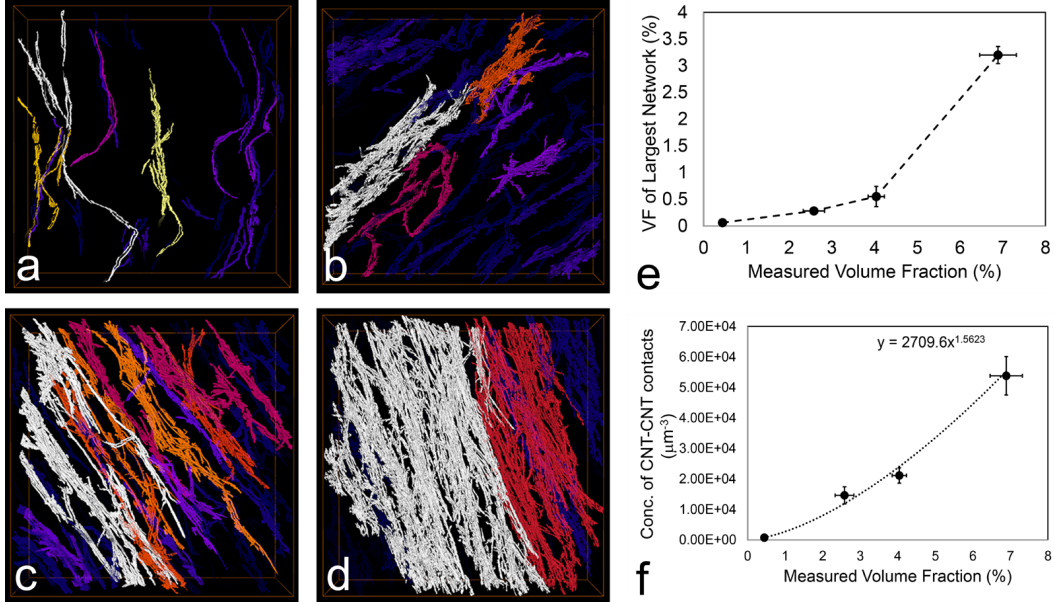 a
b
c
d
e
VF of Largest Network (%)
4
3.5
3
2.5
2
1.5
1
0.5
0
0 1 2 3 4 5 6 7 8
Measured Volume Fraction (%)
f
Conc. of CNT-CNT contacts
(μm⁻³)
7.00E+04
6.00E+04
5.00E+04
4.00E+04
3.00E+04
2.00E+04
1.00E+04
0.00E+00
y = 2709.6x¹·⁵⁶²³
0 1 2 3 4 5 6 7 8
Measured Volume Fraction (%)